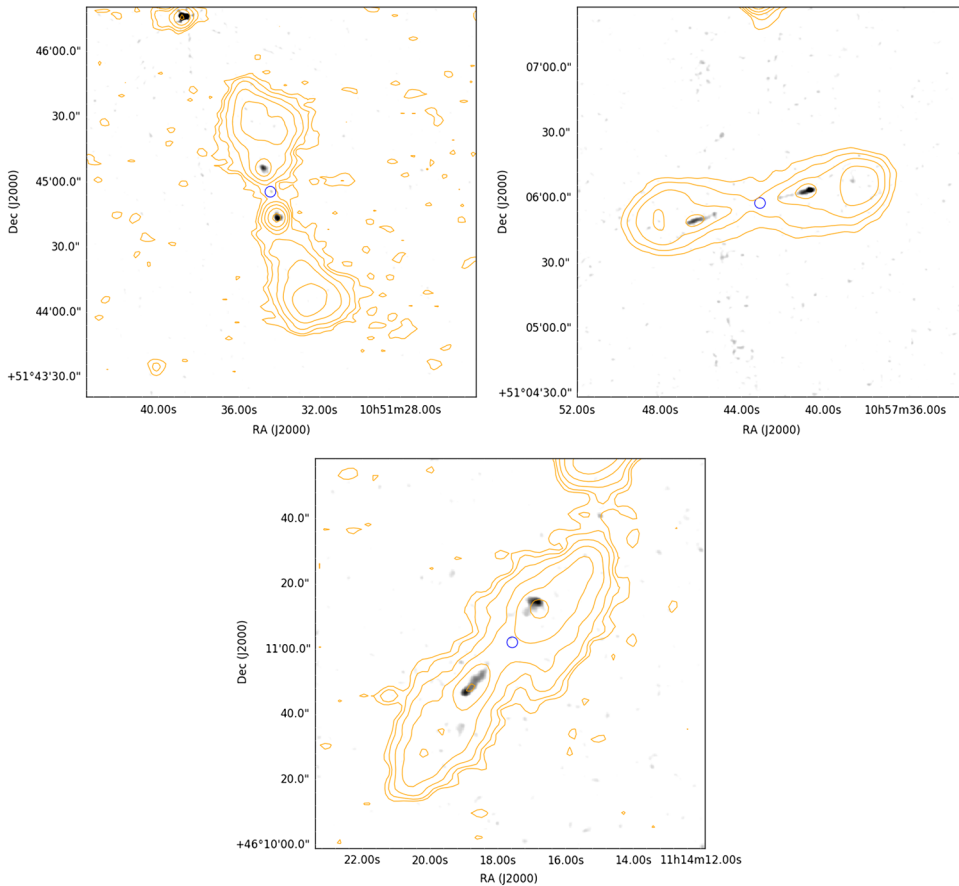 46'00.0"
30.0"
45'00.0"
30.0"
44'00.0"
+51°43'30.0"
Dec (J2000)
40.00s 36.00s 32.00s 10h51m28.00s
RA (J2000)
07'00.0"
30.0"
06'00.0"
30.0"
05'00.0"
+51°04'30.0"
Dec (J2000)
52.00s 48.00s 44.00s 40.00s 10h57m36.00s
RA (J2000)
40.0"
20.0"
11'00.0"
40.0"
20.0"
+46°10'00.0"
Dec (J2000)
22.00s 20.00s 18.00s 16.00s 14.00s 11h14m12.00s
RA (J2000)